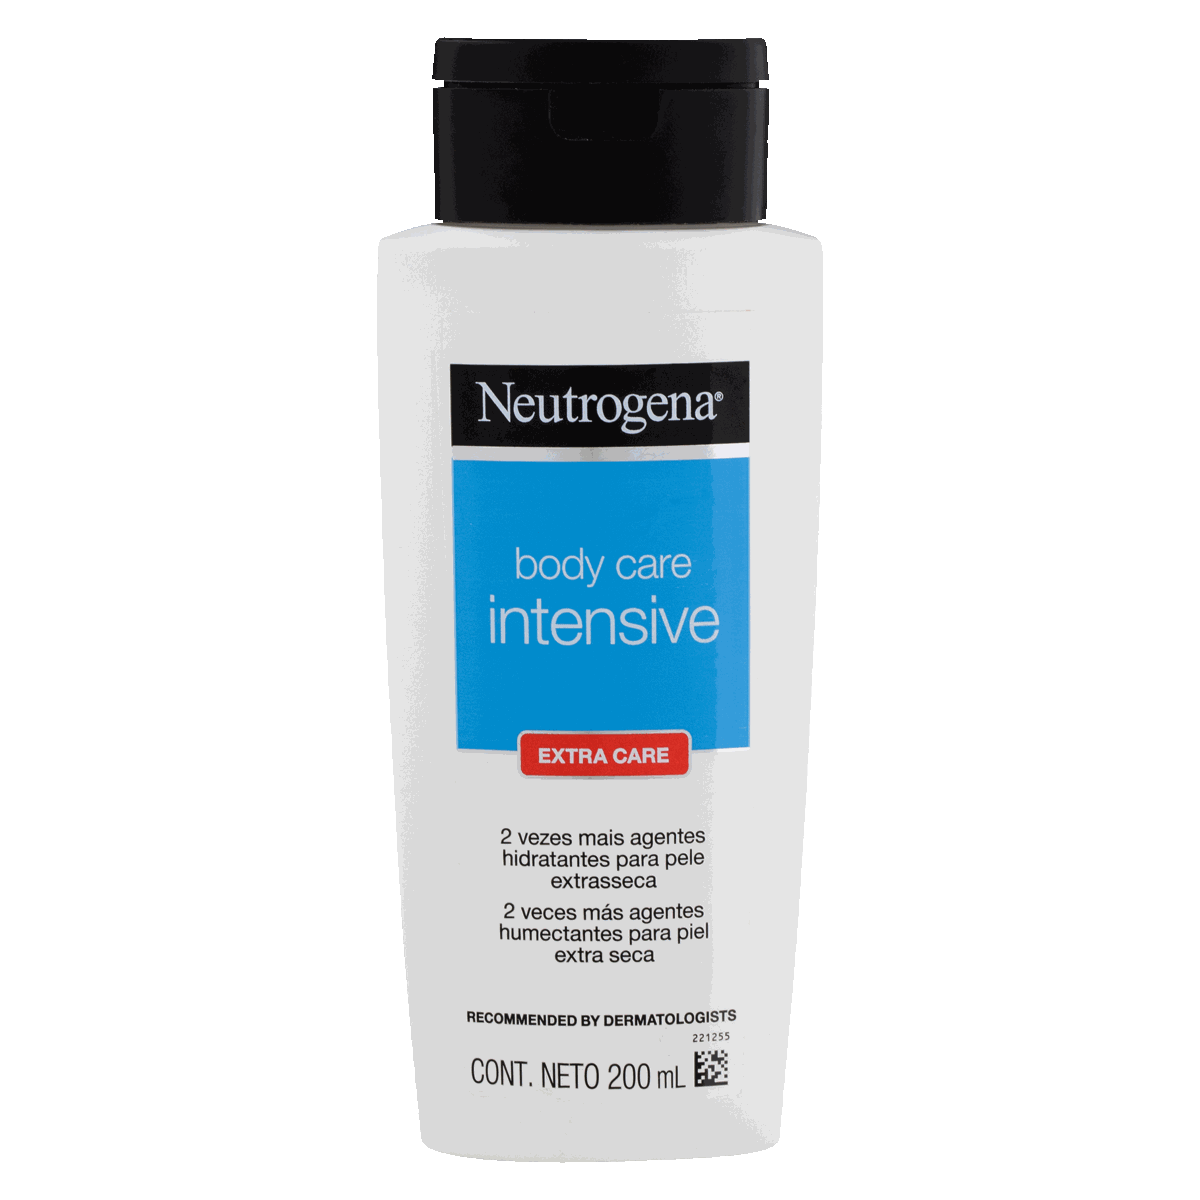 Neutrogena®
body care
intensive
EXTRA CARE
2 vezes mais agentes
hidratantes para pele
extrasseca
2 veces más agentes
humectantes para piel
extra seca
RECOMMENDED BY DERMATOLOGISTS
221255
CONT. NETO 200 mL